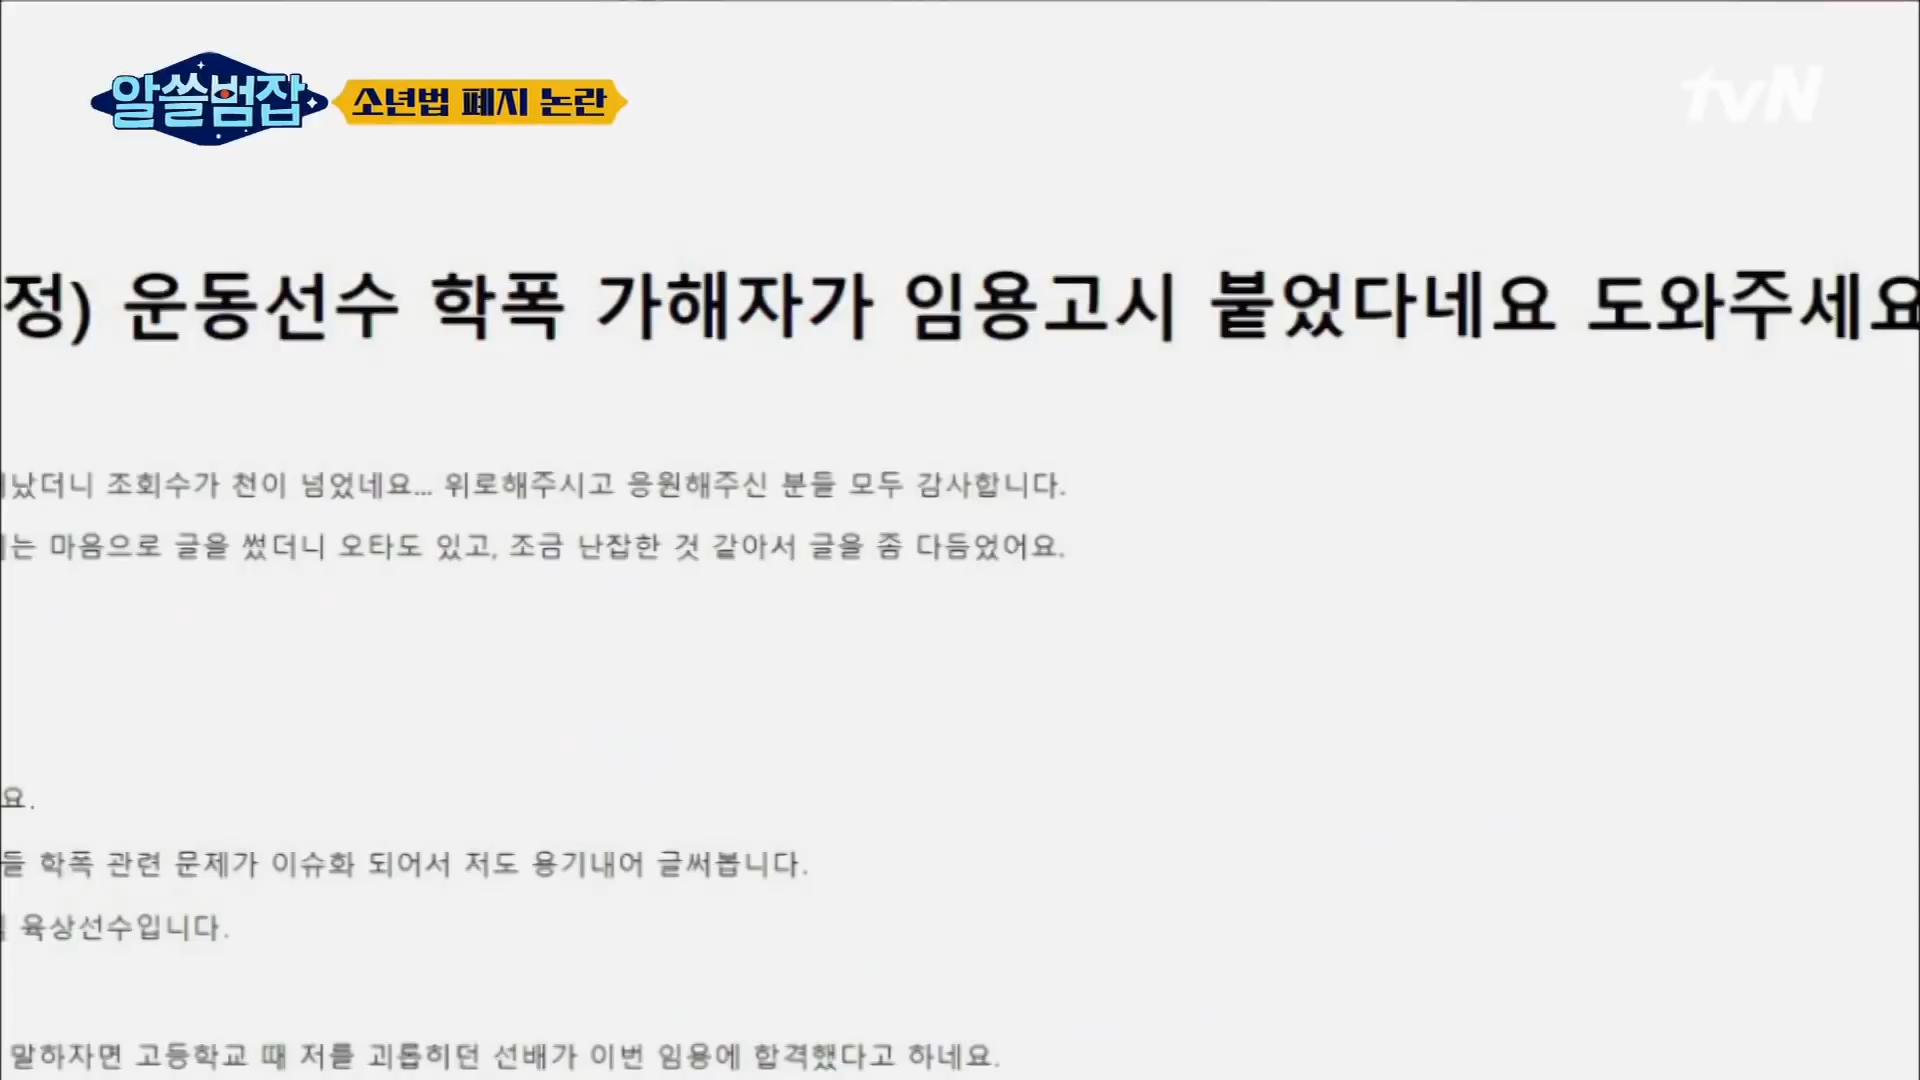 알쓸범잡 소년법 폐지 논란
tvN
정) 운동선수 학폭 가해자가 임용고시 붙었다네요 도와주세요
났더니 조회수가 천이 넘었네요... 위로해주시고 응원해주신 분들 모두 감사합니다.
는 마음으로 글을 썼더니 오타도 있고, 조금 난잡한 것 같아서 글을 좀 다듬었어요.
요.
들 학폭 관련 문제가 이슈화 되어서 저도 용기내어 글써봅니다.
육상선수입니다.
말하자면 고등학교 때 저를 괴롭히던 선배가 이번 임용에 합격했다고 하네요.